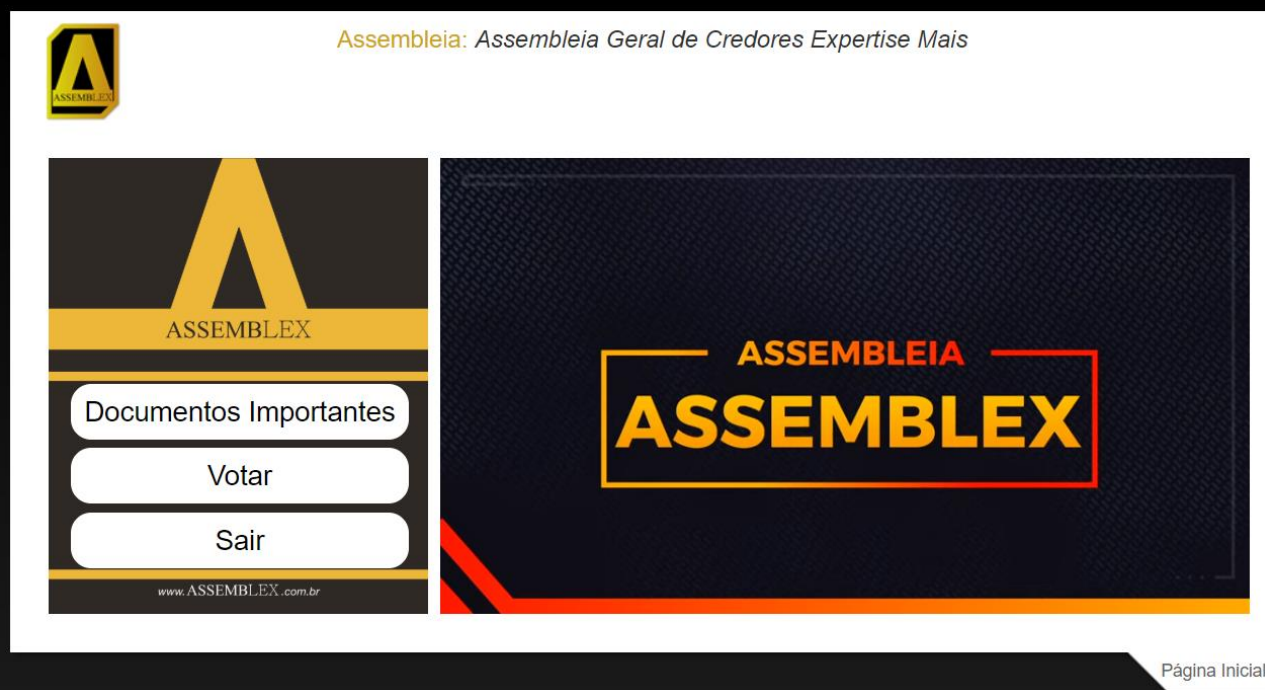 ASSEMBLEX
Assembleia: Assembleia Geral de Credores Expertise Mais
ASSEMBLEX
Documentos Importantes
Votar
Sair
www.ASSEMBLEX.com.br
ASSEMBLEIA
ASSEMBLEX
Página Inicial